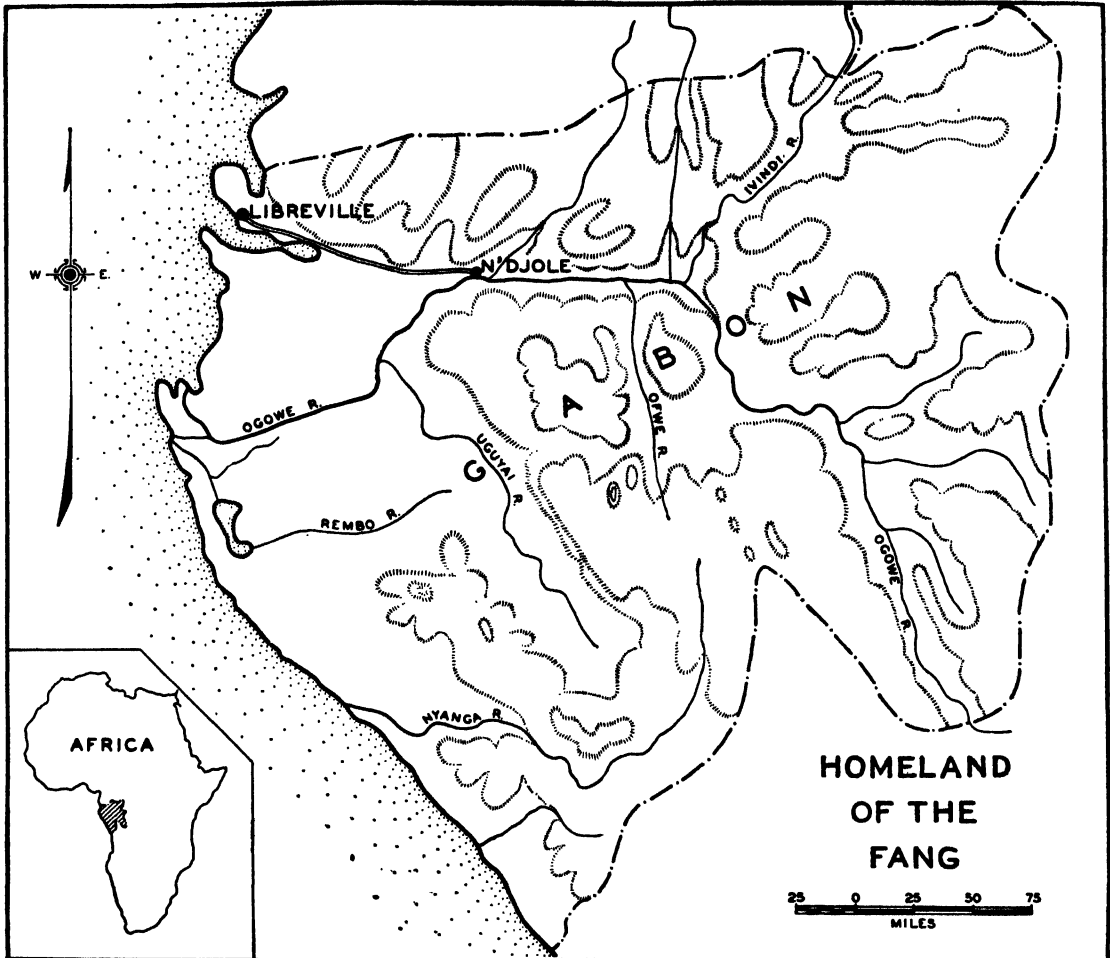 LIBREVILLE
N'DJOLE
IVINDI. R.
W E.
G A B O N
OGOWE R.
OFWE R.
UGUYAI R.
REMBO R.
OGOWE R.
NYANGA R.
AFRICA
HOMELAND
OF THE
FANG
25 0 25 50 75
MILES